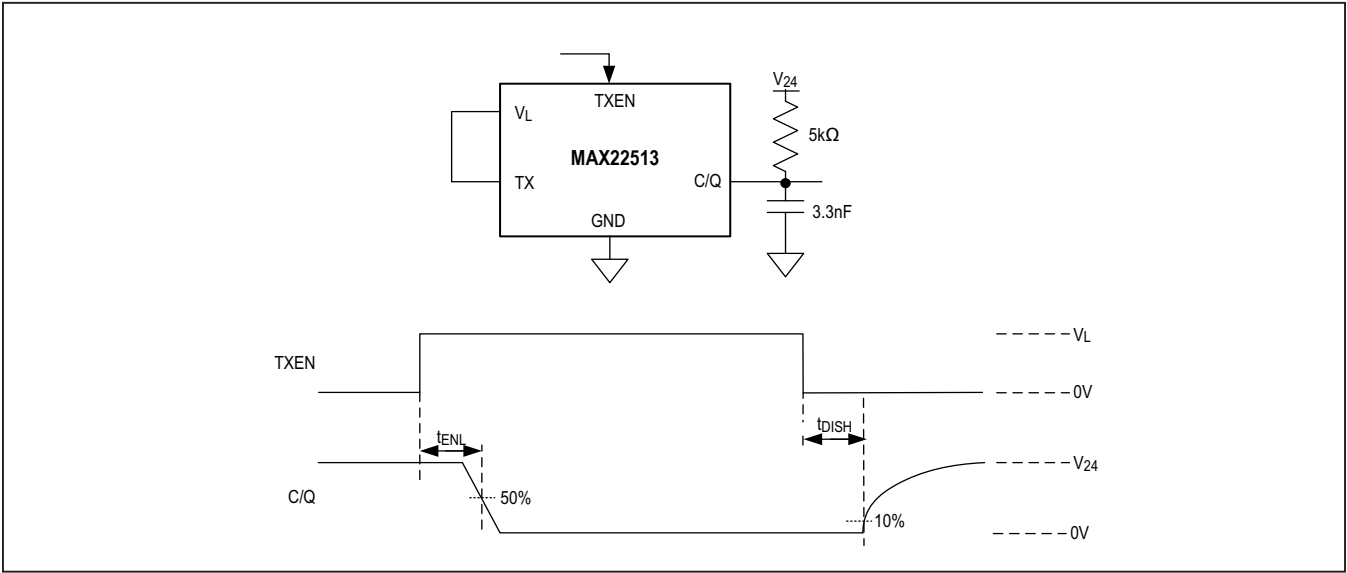 TXEN
V24
VL
5kΩ
MAX22513
TX
C/Q
GND
3.3nF
VL
TXEN
0V
tENL
tDISH
V24
C/Q
50%
10%
0V